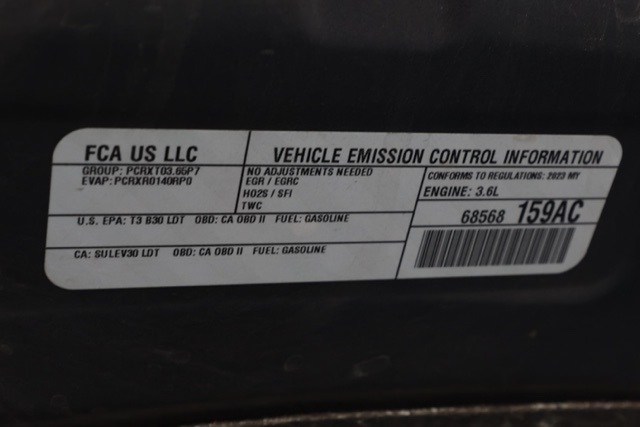 FCA US LLC
GROUP: PCRXT03.65P7
EVAP: PCRXR0140RP0
VEHICLE EMISSION CONTROL INFORMATION
NO ADJUSTMENTS NEEDED
EGR / EGRC
HO2S / SFI
TWC
CONFORMS TO REGULATIONS: 2023 MY
ENGINE: 3.6L
U.S. EPA: T3 B30 LDT OBD: CA OBD II FUEL: GASOLINE
CA: SULEV30 LDT OBD: CA OBD II FUEL: GASOLINE
68568 159AC